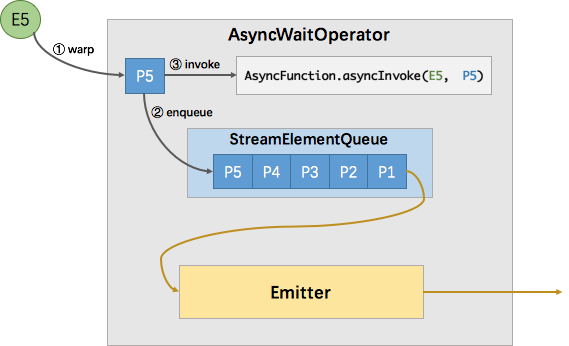 E5
AsyncWaitOperator
① warp
P5
③ invoke
AsyncFunction.asyncInvoke(E5, P5)
② enqueue
StreamElementQueue
P5 P4 P3 P2 P1
Emitter